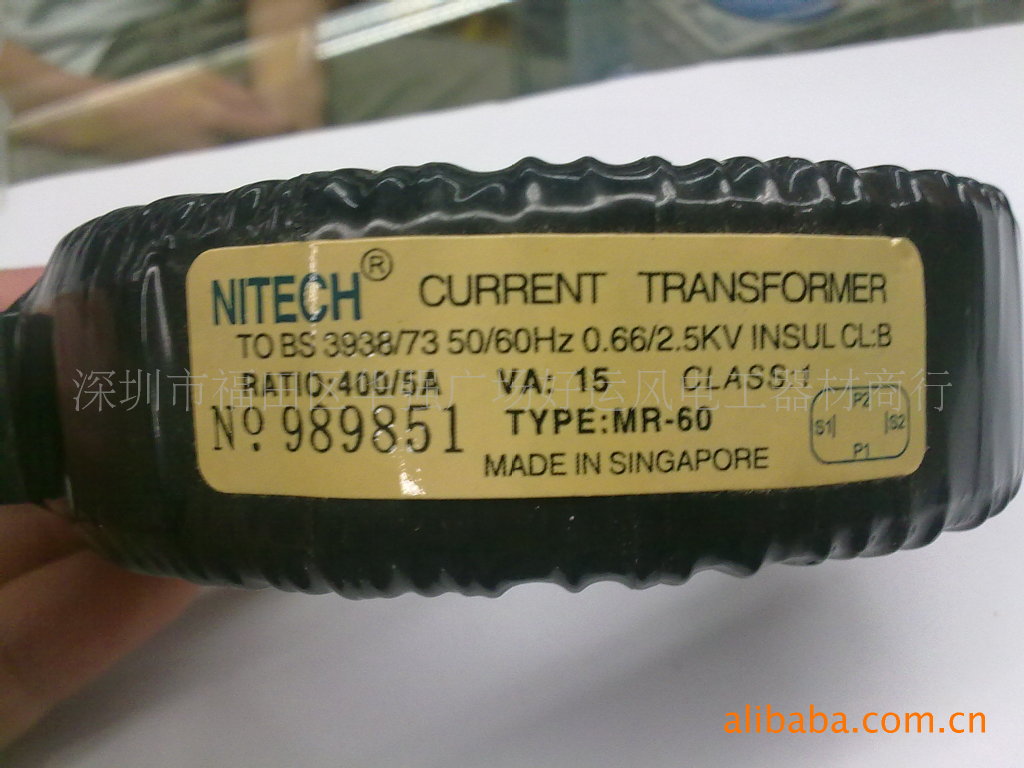 NITECH® CURRENT TRANSFORMER
TO BS 3938/73 50/60Hz 0.66/2.5KV INSUL CL:B
RATIO:400/5A VA: 15 CLASS:1
Nº 989851 TYPE:MR-60
MADE IN SINGAPORE
P2
S1 S2
P1
深圳市福田区 广场好运风电工器材商行
alibaba.com.cn